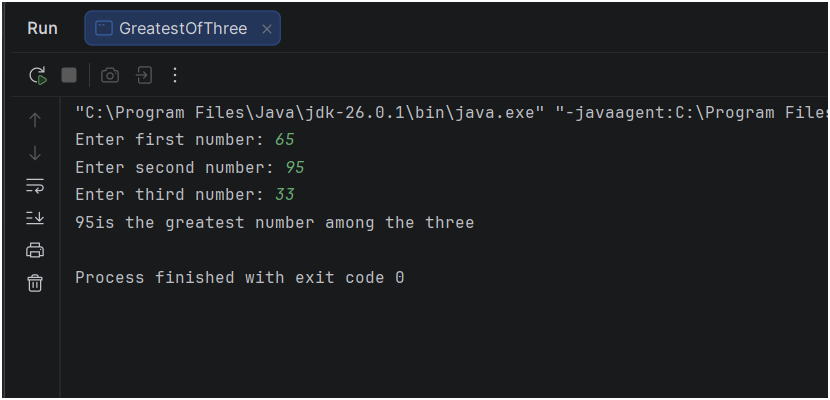 Run GreatestOfThree
"C:\Program Files\Java\jdk-26.0.1\bin\java.exe" "-javaagent:C:\Program Files
Enter first number: 65
Enter second number: 95
Enter third number: 33
95is the greatest number among the three
Process finished with exit code 0